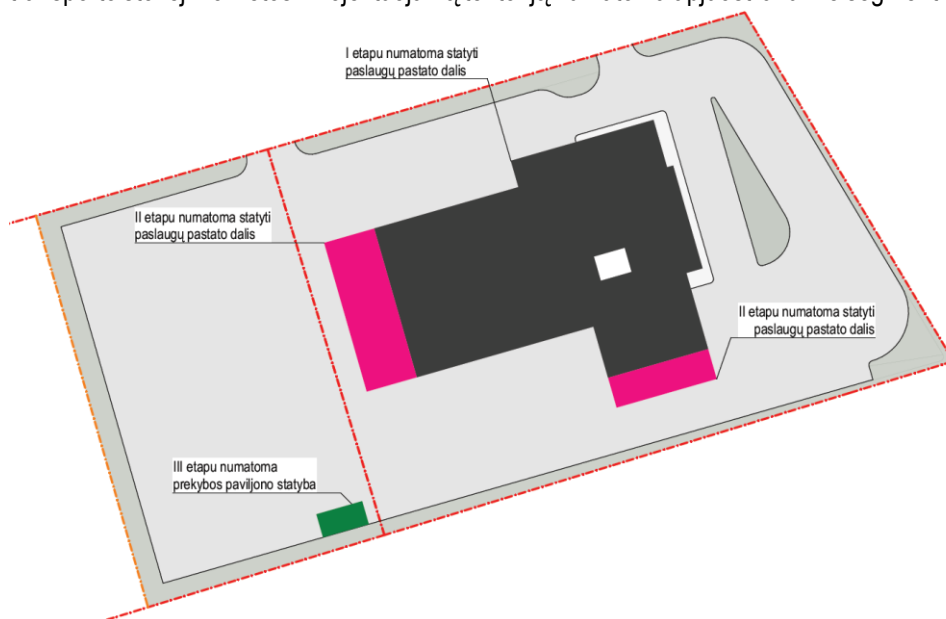 I etapu numatoma statyti
paslaugų pastato dalis
II etapu numatoma statyti
paslaugų pastato dalis
II etapu numatoma statyti
paslaugų pastato dalis
III etapu numatoma
prekybos paviljono statyba